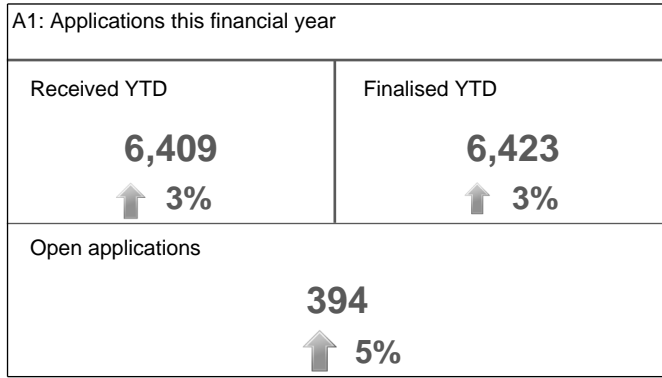 A1: Applications this financial year
Received YTD
6,409
3%
Finalised YTD
6,423
3%
Open applications
394
5%